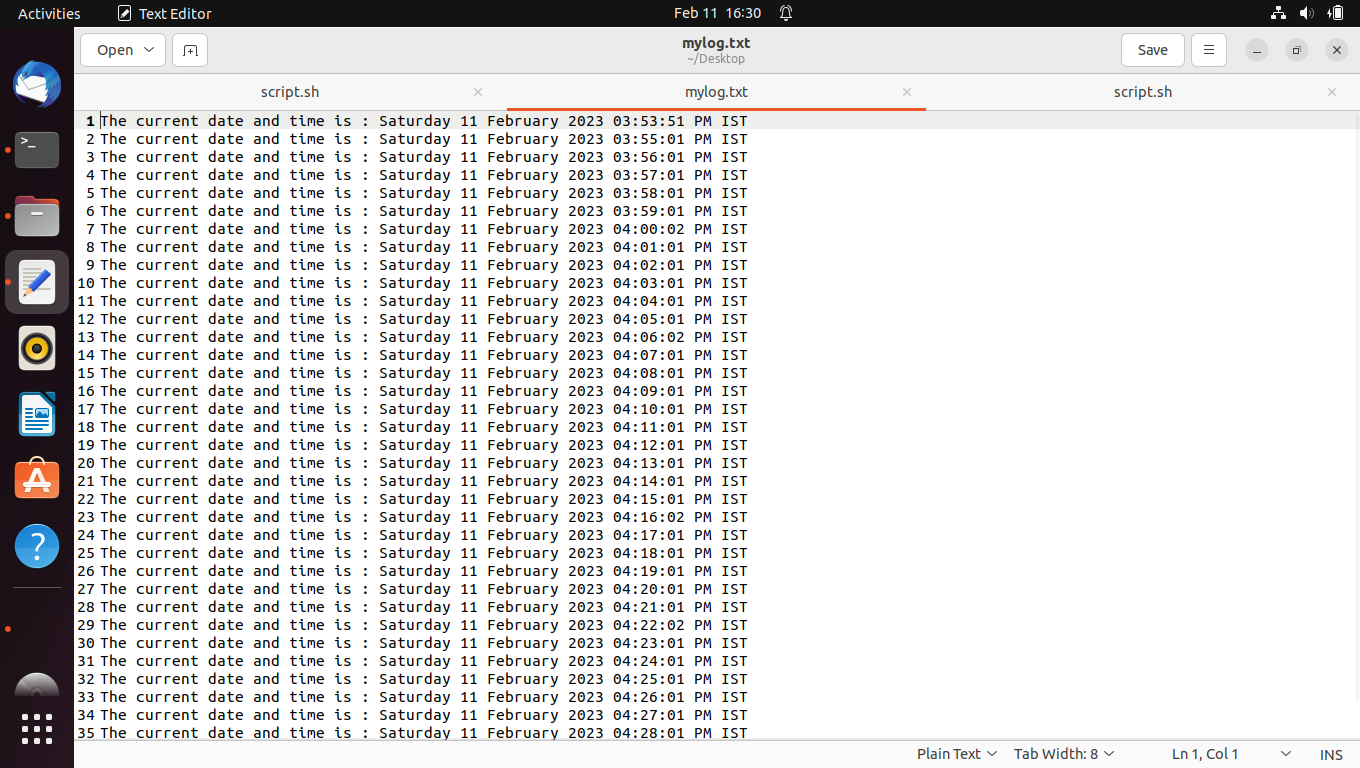 Activities Text Editor Feb 11 16:30
Open mylog.txt Save
~/Desktop
script.sh mylog.txt script.sh
1 The current date and time is : Saturday 11 February 2023 03:53:51 PM IST
2 The current date and time is : Saturday 11 February 2023 03:55:01 PM IST
3 The current date and time is : Saturday 11 February 2023 03:56:01 PM IST
4 The current date and time is : Saturday 11 February 2023 03:57:01 PM IST
5 The current date and time is : Saturday 11 February 2023 03:58:01 PM IST
6 The current date and time is : Saturday 11 February 2023 03:59:01 PM IST
7 The current date and time is : Saturday 11 February 2023 04:00:02 PM IST
8 The current date and time is : Saturday 11 February 2023 04:01:01 PM IST
9 The current date and time is : Saturday 11 February 2023 04:02:01 PM IST
10 The current date and time is : Saturday 11 February 2023 04:03:01 PM IST
11 The current date and time is : Saturday 11 February 2023 04:04:01 PM IST
12 The current date and time is : Saturday 11 February 2023 04:05:01 PM IST
13 The current date and time is : Saturday 11 February 2023 04:06:02 PM IST
14 The current date and time is : Saturday 11 February 2023 04:07:01 PM IST
15 The current date and time is : Saturday 11 February 2023 04:08:01 PM IST
16 The current date and time is : Saturday 11 February 2023 04:09:01 PM IST
17 The current date and time is : Saturday 11 February 2023 04:10:01 PM IST
18 The current date and time is : Saturday 11 February 2023 04:11:01 PM IST
19 The current date and time is : Saturday 11 February 2023 04:12:01 PM IST
20 The current date and time is : Saturday 11 February 2023 04:13:01 PM IST
21 The current date and time is : Saturday 11 February 2023 04:14:01 PM IST
22 The current date and time is : Saturday 11 February 2023 04:15:01 PM IST
23 The current date and time is : Saturday 11 February 2023 04:16:02 PM IST
24 The current date and time is : Saturday 11 February 2023 04:17:01 PM IST
25 The current date and time is : Saturday 11 February 2023 04:18:01 PM IST
26 The current date and time is : Saturday 11 February 2023 04:19:01 PM IST
27 The current date and time is : Saturday 11 February 2023 04:20:01 PM IST
28 The current date and time is : Saturday 11 February 2023 04:21:01 PM IST
29 The current date and time is : Saturday 11 February 2023 04:22:02 PM IST
30 The current date and time is : Saturday 11 February 2023 04:23:01 PM IST
31 The current date and time is : Saturday 11 February 2023 04:24:01 PM IST
32 The current date and time is : Saturday 11 February 2023 04:25:01 PM IST
33 The current date and time is : Saturday 11 February 2023 04:26:01 PM IST
34 The current date and time is : Saturday 11 February 2023 04:27:01 PM IST
35 The current date and time is : Saturday 11 February 2023 04:28:01 PM IST
Plain Text Tab Width: 8 Ln 1, Col 1 INS